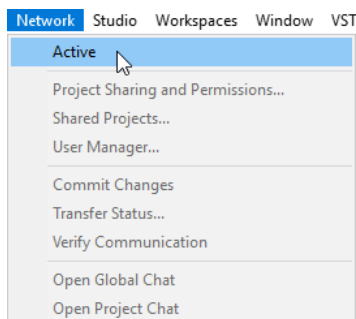 Network Studio Workspaces Window VST
Active
Project Sharing and Permissions...
Shared Projects...
User Manager...
Commit Changes
Transfer Status...
Verify Communication
Open Global Chat
Open Project Chat